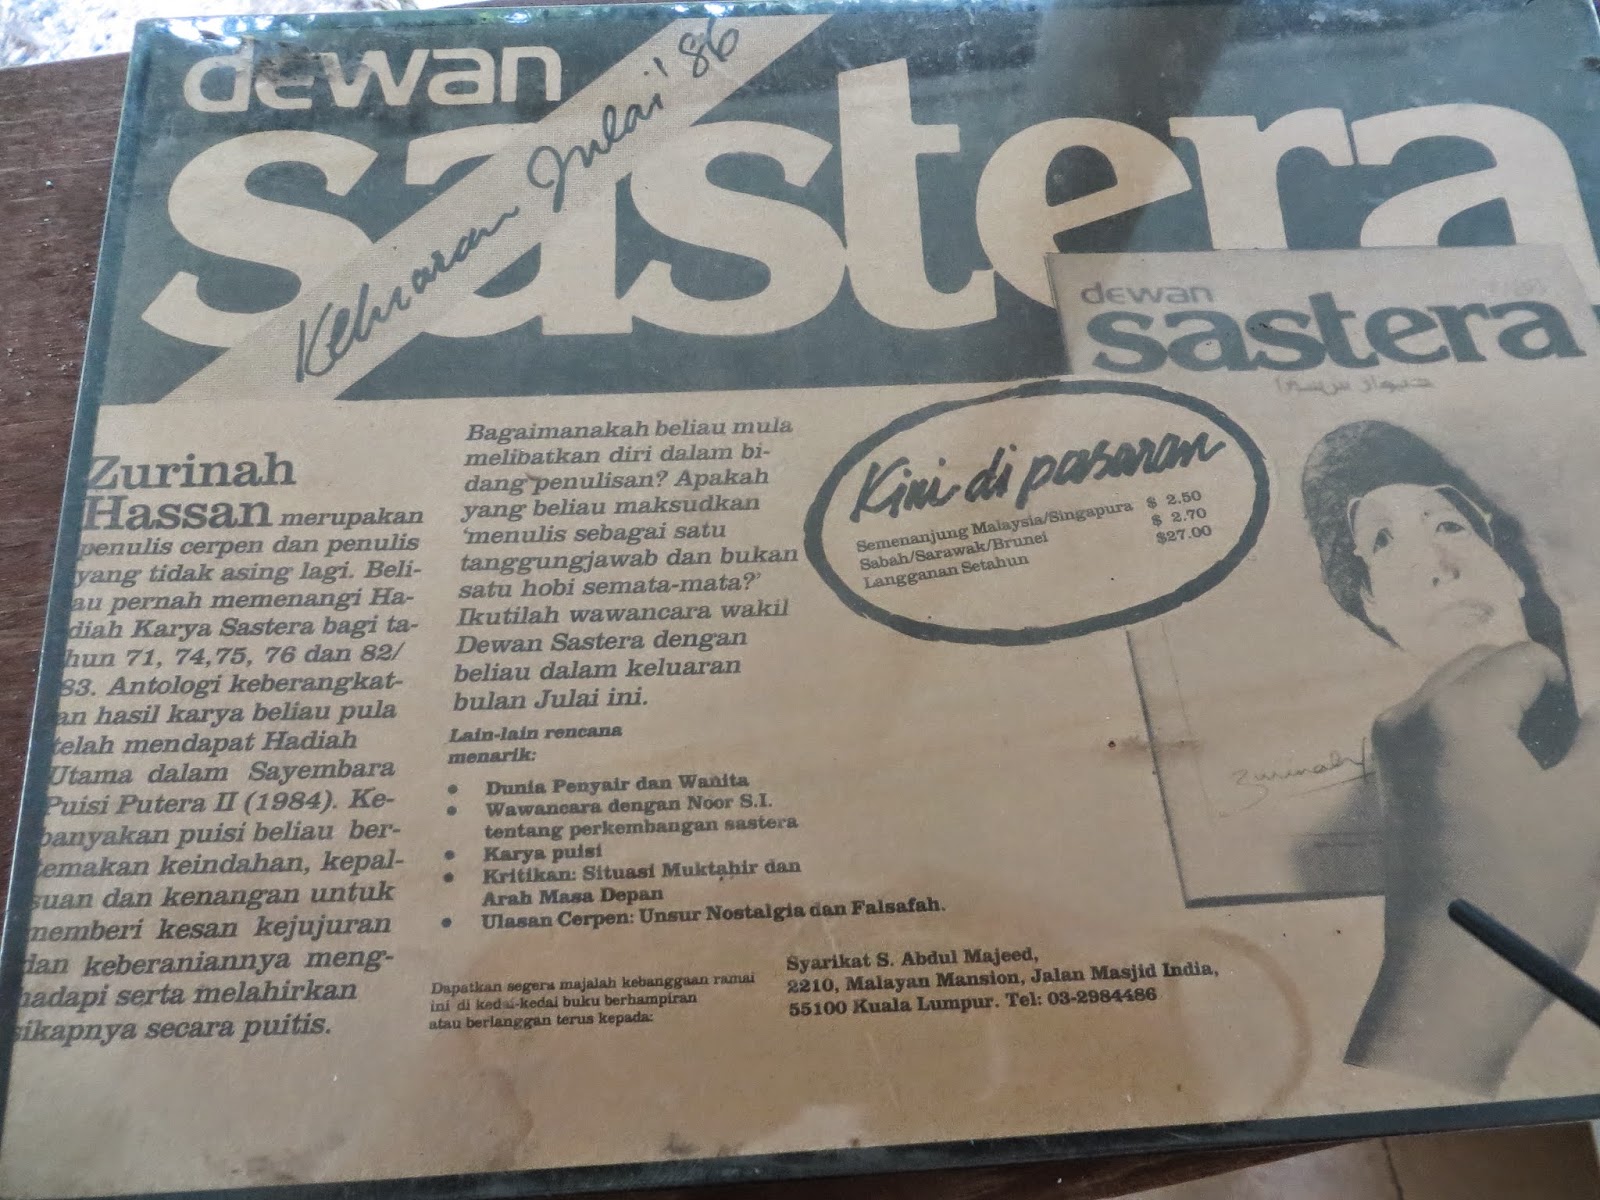 dewan
sastera
Keluaran Julai '86
dewan
sastera
Zurinah
Hassan merupakan
penulis cerpen dan penulis
yang tidak asing lagi. Beli-
au pernah memenangi Ha-
diah Karya Sastera bagi ta-
hun 71, 74,75, 76 dan 82/
83. Antologi keberangkat-
an hasil karya beliau pula
telah mendapat Hadiah
Utama dalam Sayembara
Puisi Putera II (1984). Ke-
banyakan puisi beliau ber-
temakan keindahan, kepal-
suan dan kenangan untuk
memberi kesan kejujuran
dan keberaniannya meng-
hadapi serta melahirkan
sikapnya secara puitis.
Bagaimanakah beliau mula
melibatkan diri dalam bi-
dang penulisan? Apakah
yang beliau maksudkan
'menulis sebagai satu
tanggungjawab dan bukan
satu hobi semata-mata?'
Ikutilah wawancara wakil
Dewan Sastera dengan
beliau dalam keluaran
bulan Julai ini.
Lain-lain rencana
menarik:
• Dunia Penyair dan Wanita
• Wawancara dengan Noor S.I.
tentang perkembangan sastera
• Karya puisi
• Kritikan: Situasi Muktahir dan
Arah Masa Depan
• Ulasan Cerpen: Unsur Nostalgia dan Falsafah.
Kini di pasaran
Semenanjung Malaysia/Singapura $ 2.50
Sabah/Sarawak/Brunei $ 2.70
Langganan Setahun $27.00
Zurinah
Dapatkan segera majalah kebanggaan ramai
ini di kedai-kedai buku berhampiran
atau berlanggan terus kepada:
Syarikat S. Abdul Majeed,
2210, Malayan Mansion, Jalan Masjid India,
55100 Kuala Lumpur. Tel: 03-2984486